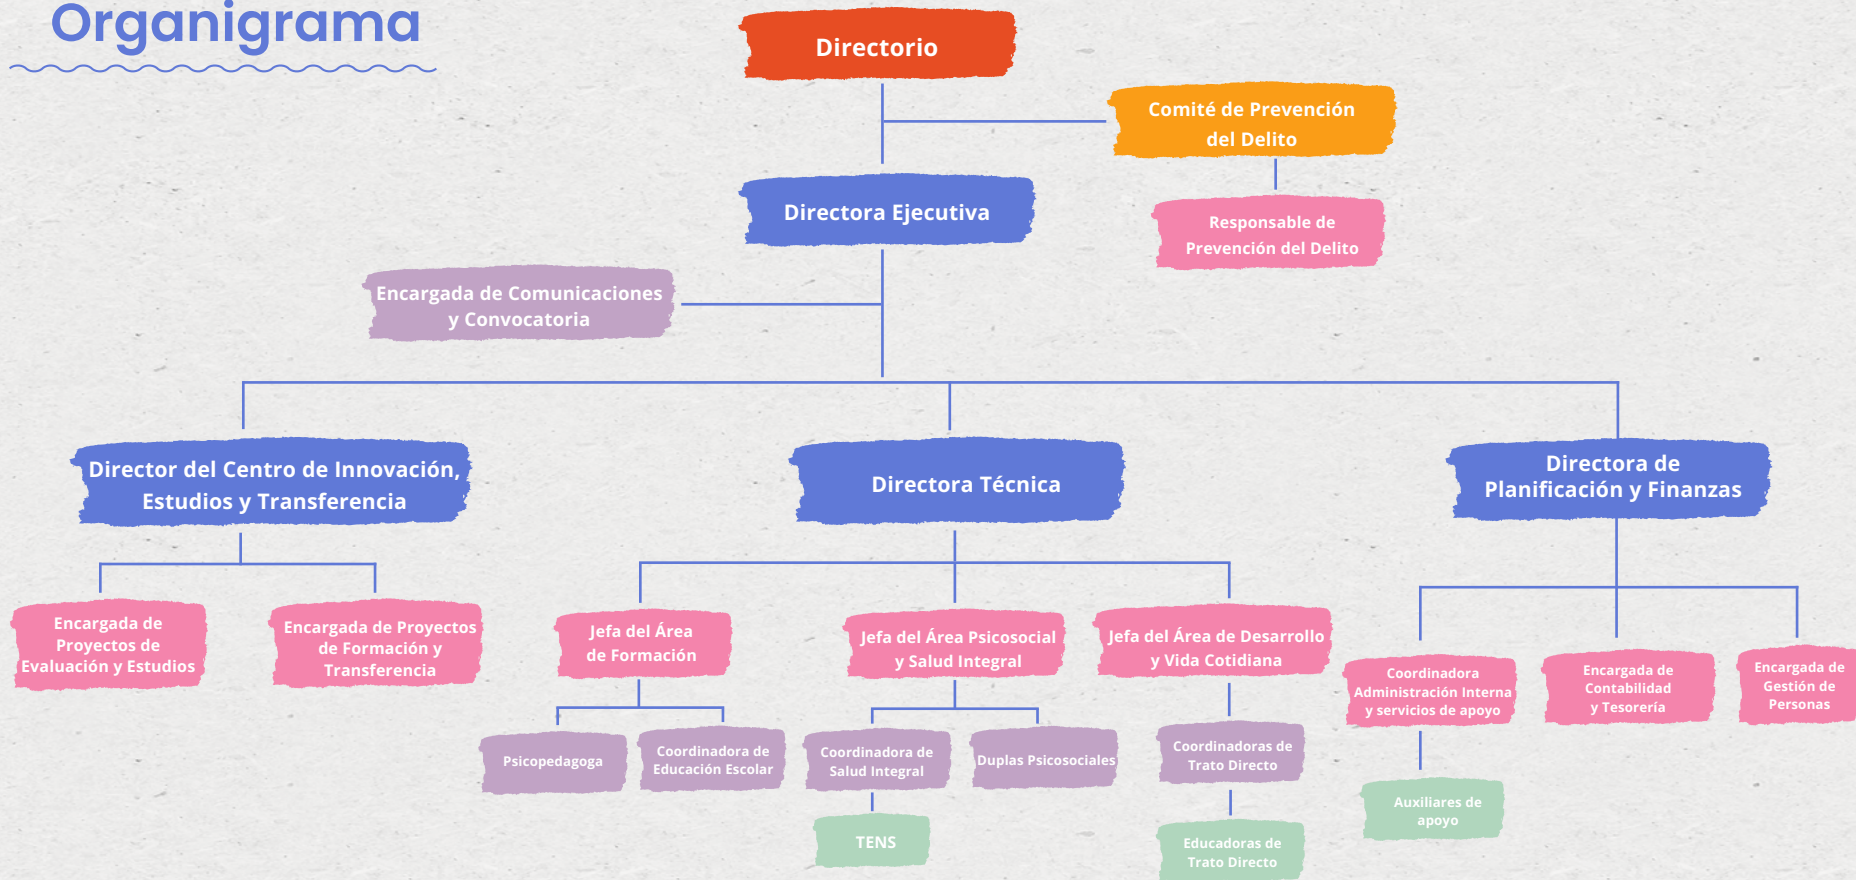 Organigrama
Directorio
Comité de Prevención
del Delito
Directora Ejecutiva
Responsable de
Prevención del Delito
Encargada de Comunicaciones
y Convocatoria
Director del Centro de Innovación,
Estudios y Transferencia
Directora Técnica
Directora de
Planificación y Finanzas
Encargada de
Proyectos de
Evaluación y Estudios
Encargada de Proyectos
de Formación y
Transferencia
Jefa del Área
de Formación
Jefa del Área Psicosocial
y Salud Integral
Jefa del Área de Desarrollo
y Vida Cotidiana
Coordinadora
Administración Interna
y servicios de apoyo
Encargada de
Contabilidad
y Tesorería
Encargada de
Gestión de
Personas
Psicopedagoga
Coordinadora de
Educación Escolar
Coordinadora de
Salud Integral
Duplas Psicosociales
Coordinadoras de
Trato Directo
Auxiliares de
apoyo
TENS
Educadoras de
Trato Directo